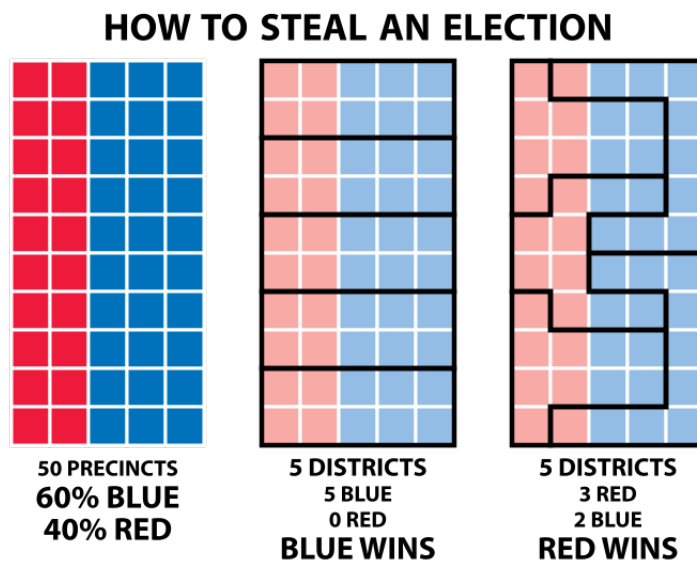 HOW TO STEAL AN ELECTION
50 PRECINCTS
60% BLUE
40% RED
5 DISTRICTS
5 BLUE
0 RED
BLUE WINS
5 DISTRICTS
3 RED
2 BLUE
RED WINS